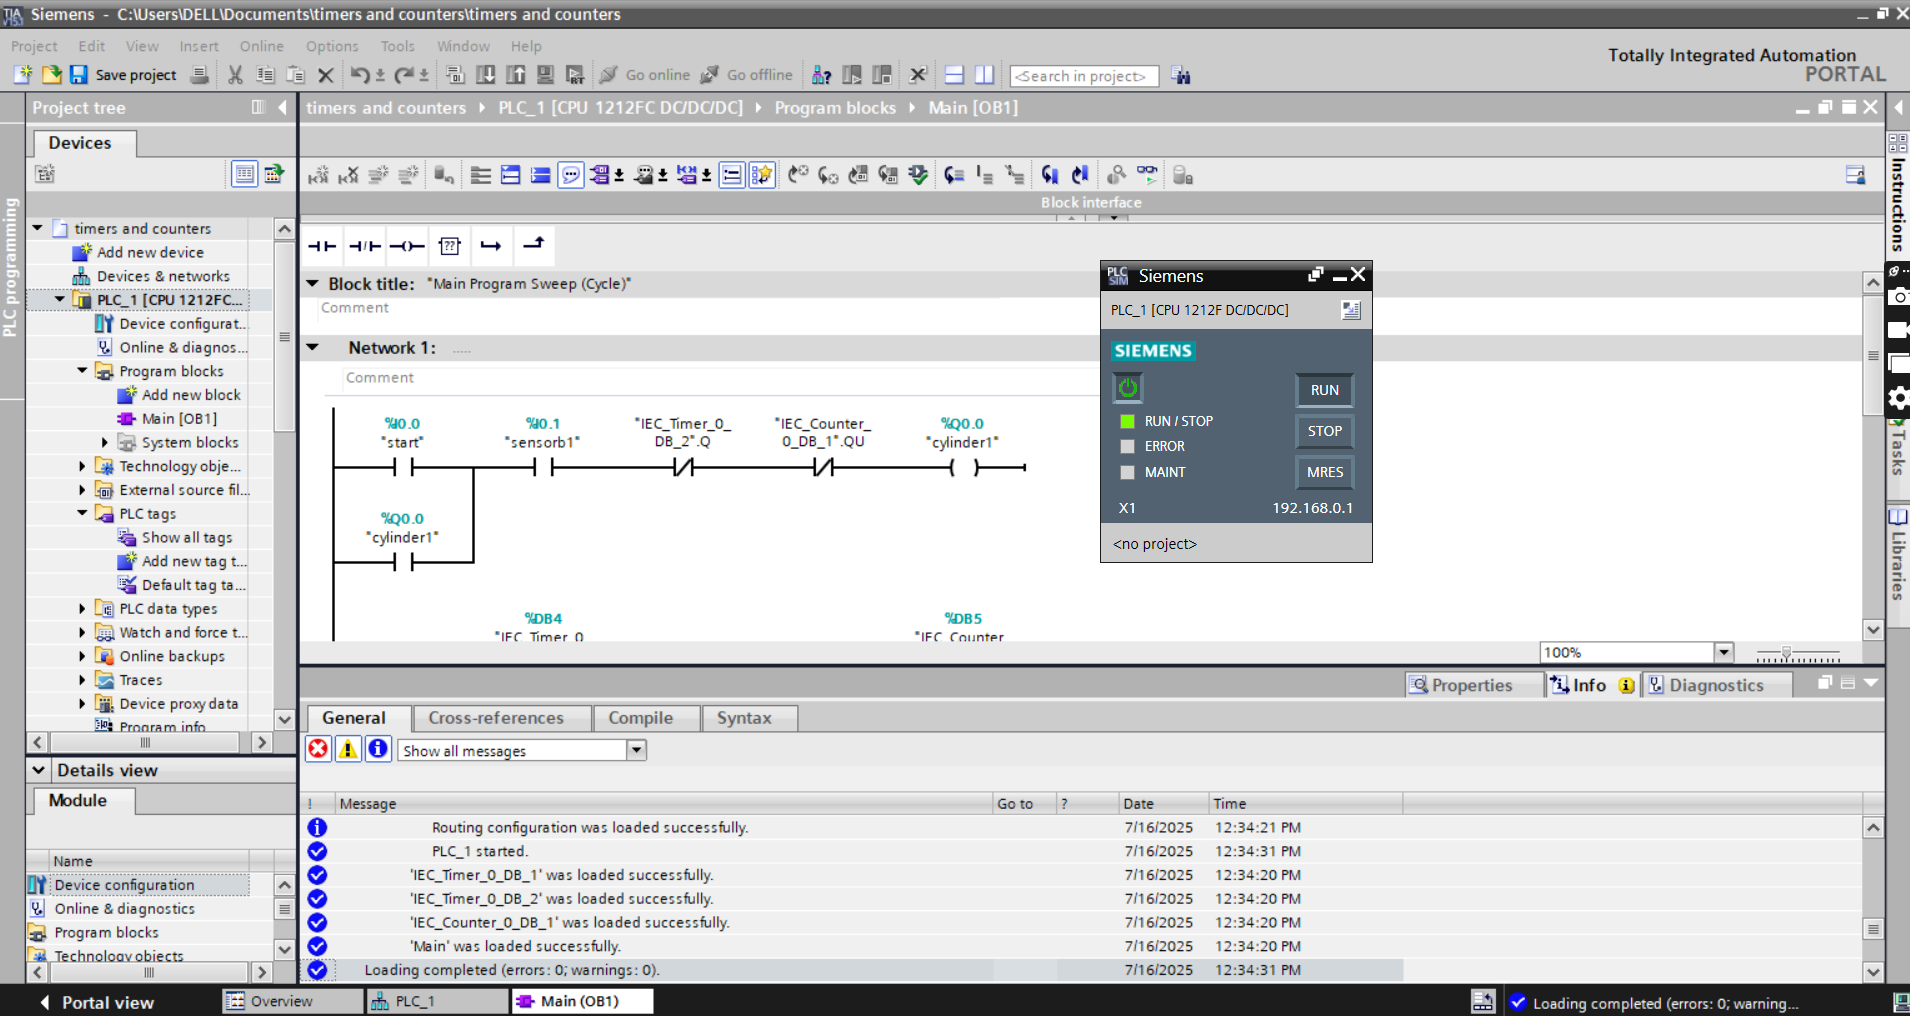 Siemens - C:\Users\DELL\Documents\timers and counters\timers and counters
Project Edit View Insert Online Options Tools Window Help
Totally Integrated Automation
PORTAL
Save project
Go online
Go offline
<Search in project>
Project tree
timers and counters
PLC_1 [CPU 1212FC DC/DC/DC]
Program blocks
Main [OB1]
Devices
PLC programming
Block interface
timers and counters
Add new device
Devices & networks
PLC_1 [CPU 1212FC...
Device configurat...
Online & diagnos...
Program blocks
Add new block
Main [OB1]
System blocks
Technology obje...
External source fil...
PLC tags
Show all tags
Add new tag t...
Default tag ta...
PLC data types
Watch and force t...
Online backups
Traces
Device proxy data
Program info
Block title: "Main Program Sweep (Cycle)"
Comment
Network 1: .....
Comment
%I0.0
"start"
%I0.1
"sensorb1"
"IEC_Timer_0_
DB_2".Q
"IEC_Counter_
0_DB_1".QU
%Q0.0
"cylinder1"
%Q0.0
"cylinder1"
%DB4
"IEC_Timer_0
%DB5
"IEC_Counter
PLC
SIM
Siemens
PLC_1 [CPU 1212F DC/DC/DC]
SIEMENS
RUN
RUN / STOP
STOP
ERROR
MAINT
MRES
X1
192.168.0.1
<no project>
Instructions
Tasks
Libraries
100%
Properties
Info
Diagnostics
General
Cross-references
Compile
Syntax
Show all messages
! Message Go to ? Date Time
Routing configuration was loaded successfully. 7/16/2025 12:34:21 PM
PLC_1 started. 7/16/2025 12:34:31 PM
'IEC_Timer_0_DB_1' was loaded successfully. 7/16/2025 12:34:20 PM
'IEC_Timer_0_DB_2' was loaded successfully. 7/16/2025 12:34:20 PM
'IEC_Counter_0_DB_1' was loaded successfully. 7/16/2025 12:34:20 PM
'Main' was loaded successfully. 7/16/2025 12:34:20 PM
Loading completed (errors: 0; warnings: 0). 7/16/2025 12:34:31 PM
Details view
Module
Name
Device configuration
Online & diagnostics
Program blocks
Technology objects
Portal view
Overview
PLC_1
Main (OB1)
Loading completed (errors: 0; warning...